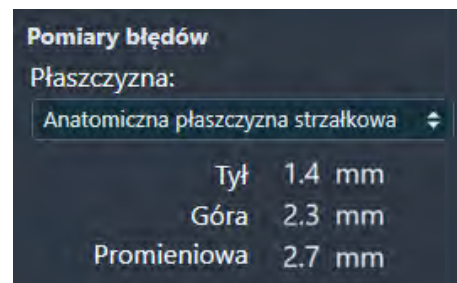 Pomiary błędów
Płaszczyzna:
Anatomiczna płaszczyzna strzałkowa
Tył 1.4 mm
Góra 2.3 mm
Promieniowa 2.7 mm